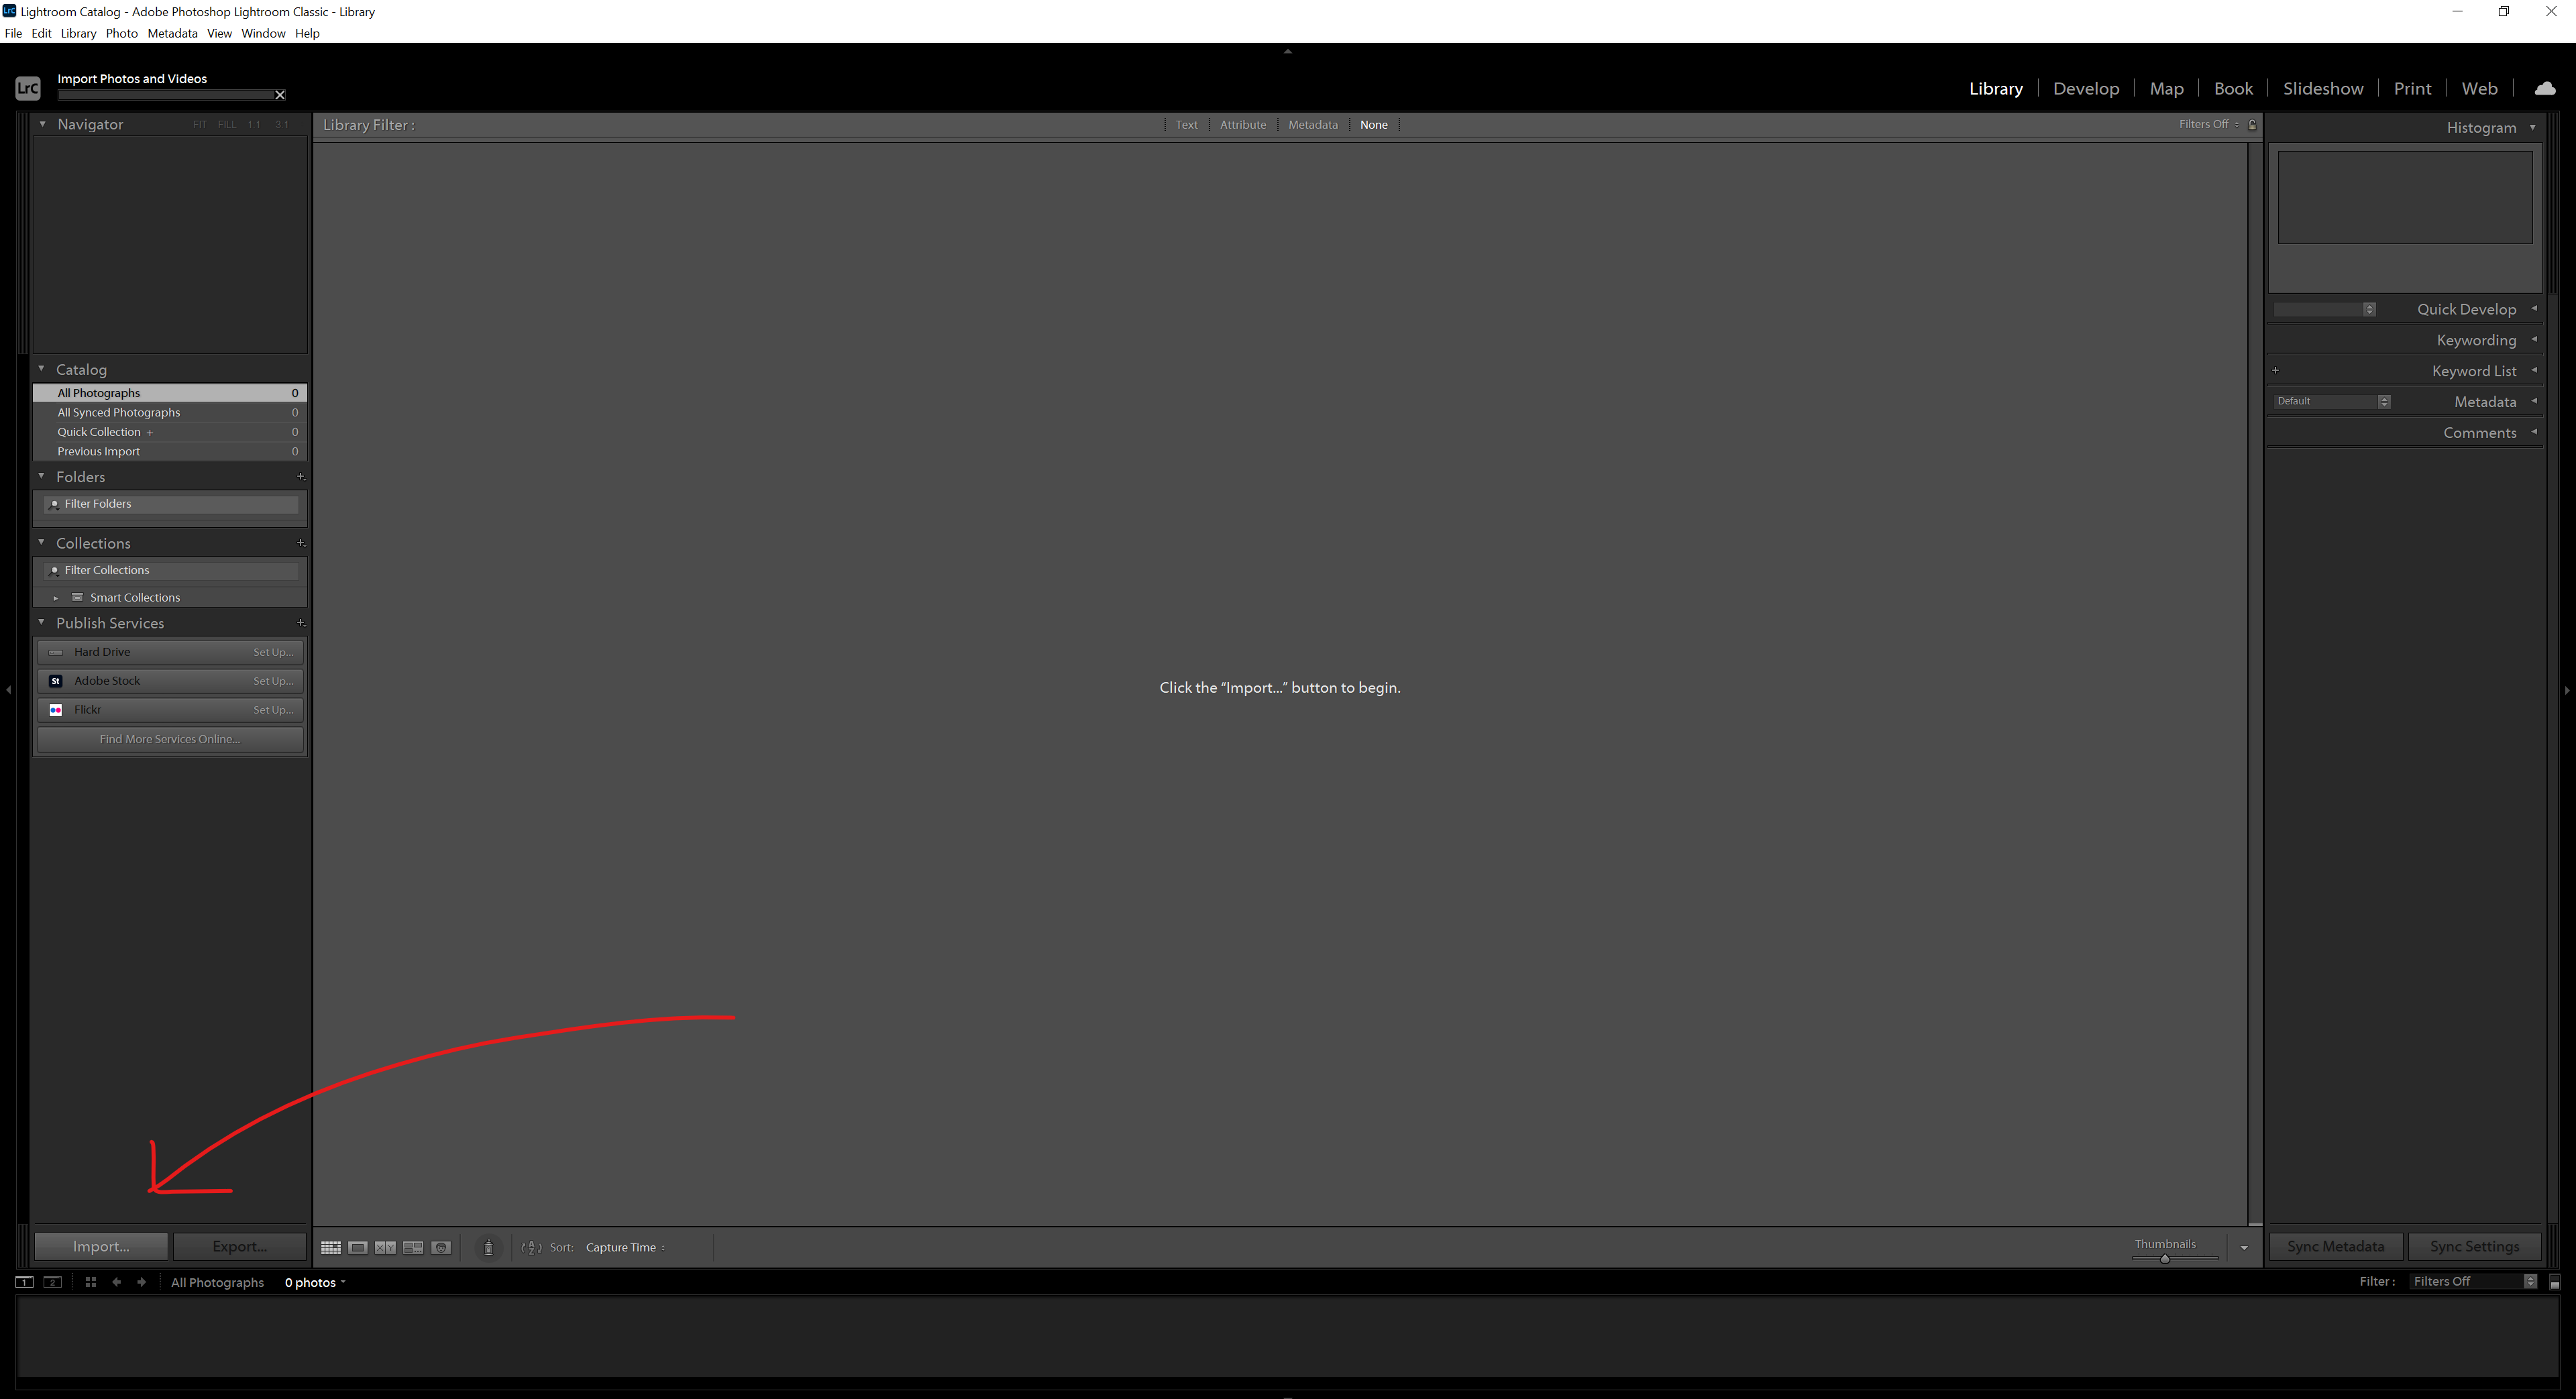 Lightroom Catalog - Adobe Photoshop Lightroom Classic - Library
File Edit Library Photo Metadata View Window Help
LrC
Import Photos and Videos
Library Develop Map Book Slideshow Print Web
Navigator FIT FILL 1:1 3:1
Library Filter : Text Attribute Metadata None Filters Off
Histogram
Quick Develop
Keywording
Keyword List
Default Metadata
Comments
Catalog
All Photographs 0
All Synced Photographs 0
Quick Collection + 0
Previous Import 0
Folders
Filter Folders
Collections
Filter Collections
Smart Collections
Publish Services
Hard Drive Set Up...
St Adobe Stock Set Up...
Flickr Set Up...
Find More Services Online...
Click the “Import...” button to begin.
Import... Export...
Sort: Capture Time
Thumbnails
Sync Metadata Sync Settings
1 2 All Photographs 0 photos
Filter : Filters Off